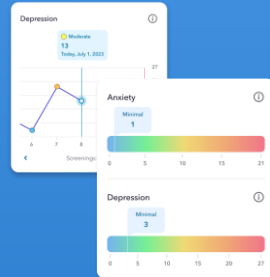 Depression
Moderate
13
Today, July 1, 2023
27
6 7 8
Screenings
Anxiety
Minimal
1
0 5 10 15 21
Depression
Minimal
3
0 5 10 15 20 27